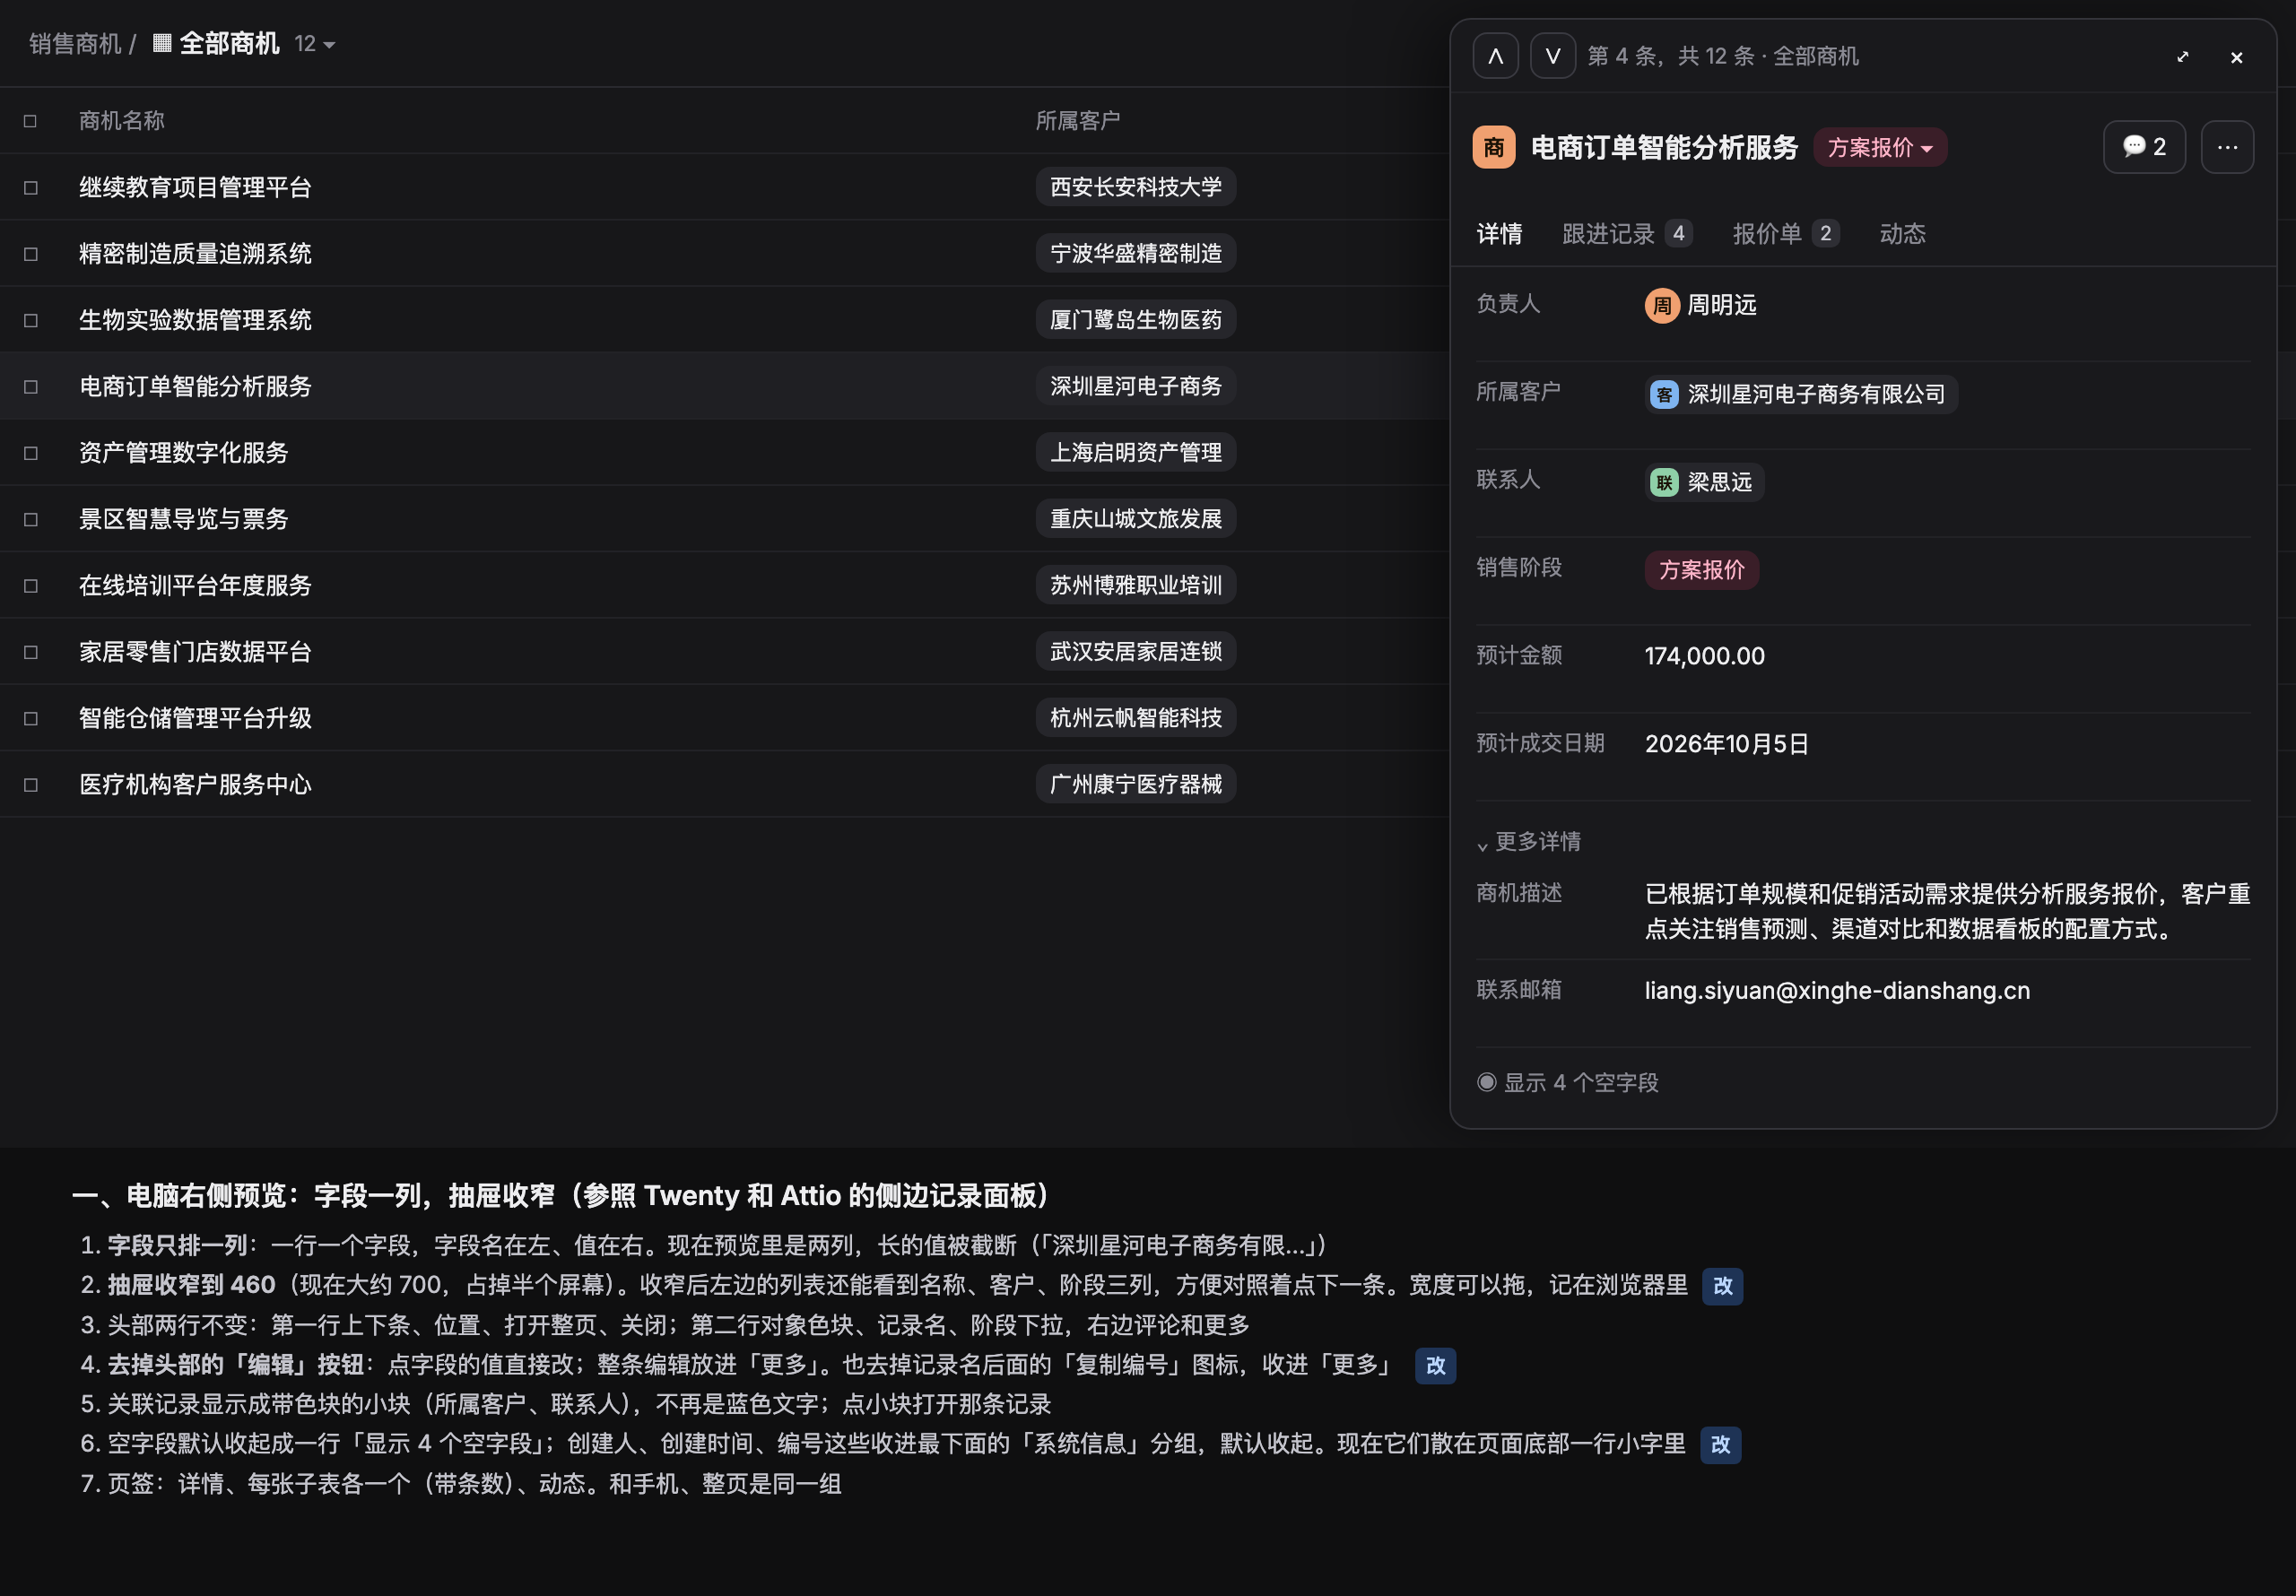 销售商机 / 全部商机 12
商机名称 所属客户
继续教育项目管理平台 西安长安科技大学
精密制造质量追溯系统 宁波华盛精密制造
生物实验数据管理系统 厦门鹭岛生物医药
电商订单智能分析服务 深圳星河电子商务
资产管理数字化服务 上海启明资产管理
景区智慧导览与票务 重庆山城文旅发展
在线培训平台年度服务 苏州博雅职业培训
家居零售门店数据平台 武汉安居家居连锁
智能仓储管理平台升级 杭州云帆智能科技
医疗机构客户服务中心 广州康宁医疗器械
第 4 条，共 12 条 · 全部商机
商 电商订单智能分析服务 方案报价 2 …
详情 跟进记录 4 报价单 2 动态
负责人 周 周明远
所属客户 客 深圳星河电子商务有限公司
联系人 联 梁思远
销售阶段 方案报价
预计金额 174,000.00
预计成交日期 2026年10月5日
更多详情
商机描述 已根据订单规模和促销活动需求提供分析服务报价，客户重
点关注销售预测、渠道对比和数据看板的配置方式。
联系邮箱 liang.siyuan@xinghe-dianshang.cn
显示 4 个空字段
一、电脑右侧预览：字段一列，抽屉收窄（参照 Twenty 和 Attio 的侧边记录面板）
1. 字段只排一列：一行一个字段，字段名在左、值在右。现在预览里是两列，长的值被截断（「深圳星河电子商务有限…」）
2. 抽屉收窄到 460（现在大约 700，占掉半个屏幕）。收窄后左边的列表还能看到名称、客户、阶段三列，方便对照着点下一条。宽度可以拖，记在浏览器里 改
3. 头部两行不变：第一行上下条、位置、打开整页、关闭；第二行对象色块、记录名、阶段下拉，右边评论和更多
4. 去掉头部的「编辑」按钮：点字段的值直接改；整条编辑放进「更多」。也去掉记录名后面的「复制编号」图标，收进「更多」 改
5. 关联记录显示成带色块的小块（所属客户、联系人），不再是蓝色文字；点小块打开那条记录
6. 空字段默认收起成一行「显示 4 个空字段」；创建人、创建时间、编号这些收进最下面的「系统信息」分组，默认收起。现在它们散在页面底部一行小字里 改
7. 页签：详情、每张子表各一个（带条数）、动态。和手机、整页是同一组